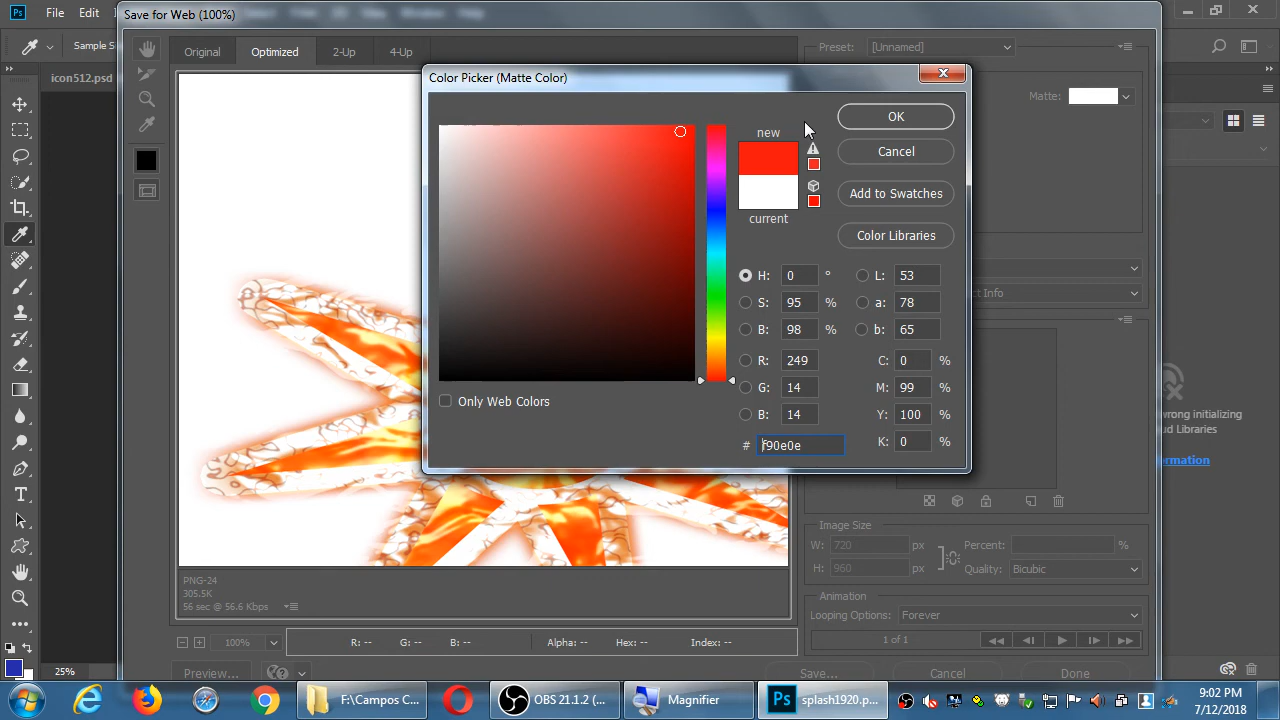 Ps File Edit
Save for Web (100%)
Sample S
icon512.psd
Original Optimized 2-Up 4-Up
Preset: [Unnamed]
Matte:
Color Picker (Matte Color)
new
current
OK
Cancel
Add to Swatches
Color Libraries
H: 0 °
S: 95 %
B: 98 %
R: 249
G: 14
B: 14
# f90e0e
L: 53
a: 78
b: 65
C: 0 %
M: 99 %
Y: 100 %
K: 0 %
Only Web Colors
ct Info
wrong initializing
ud Libraries
rmation
Image Size
W: 720 px
H: 960 px
Percent: %
Quality: Bicubic
Animation
Looping Options: Forever
1 of 1
PNG-24
305.5K
56 sec @ 56.6 Kbps
100%
R: -- G: -- B: -- Alpha: -- Hex: -- Index: --
Preview... Save... Cancel Done
25%
F:\Campos C...
OBS 21.1.2 (...
Magnifier
Ps splash1920.p...
9:02 PM
7/12/2018